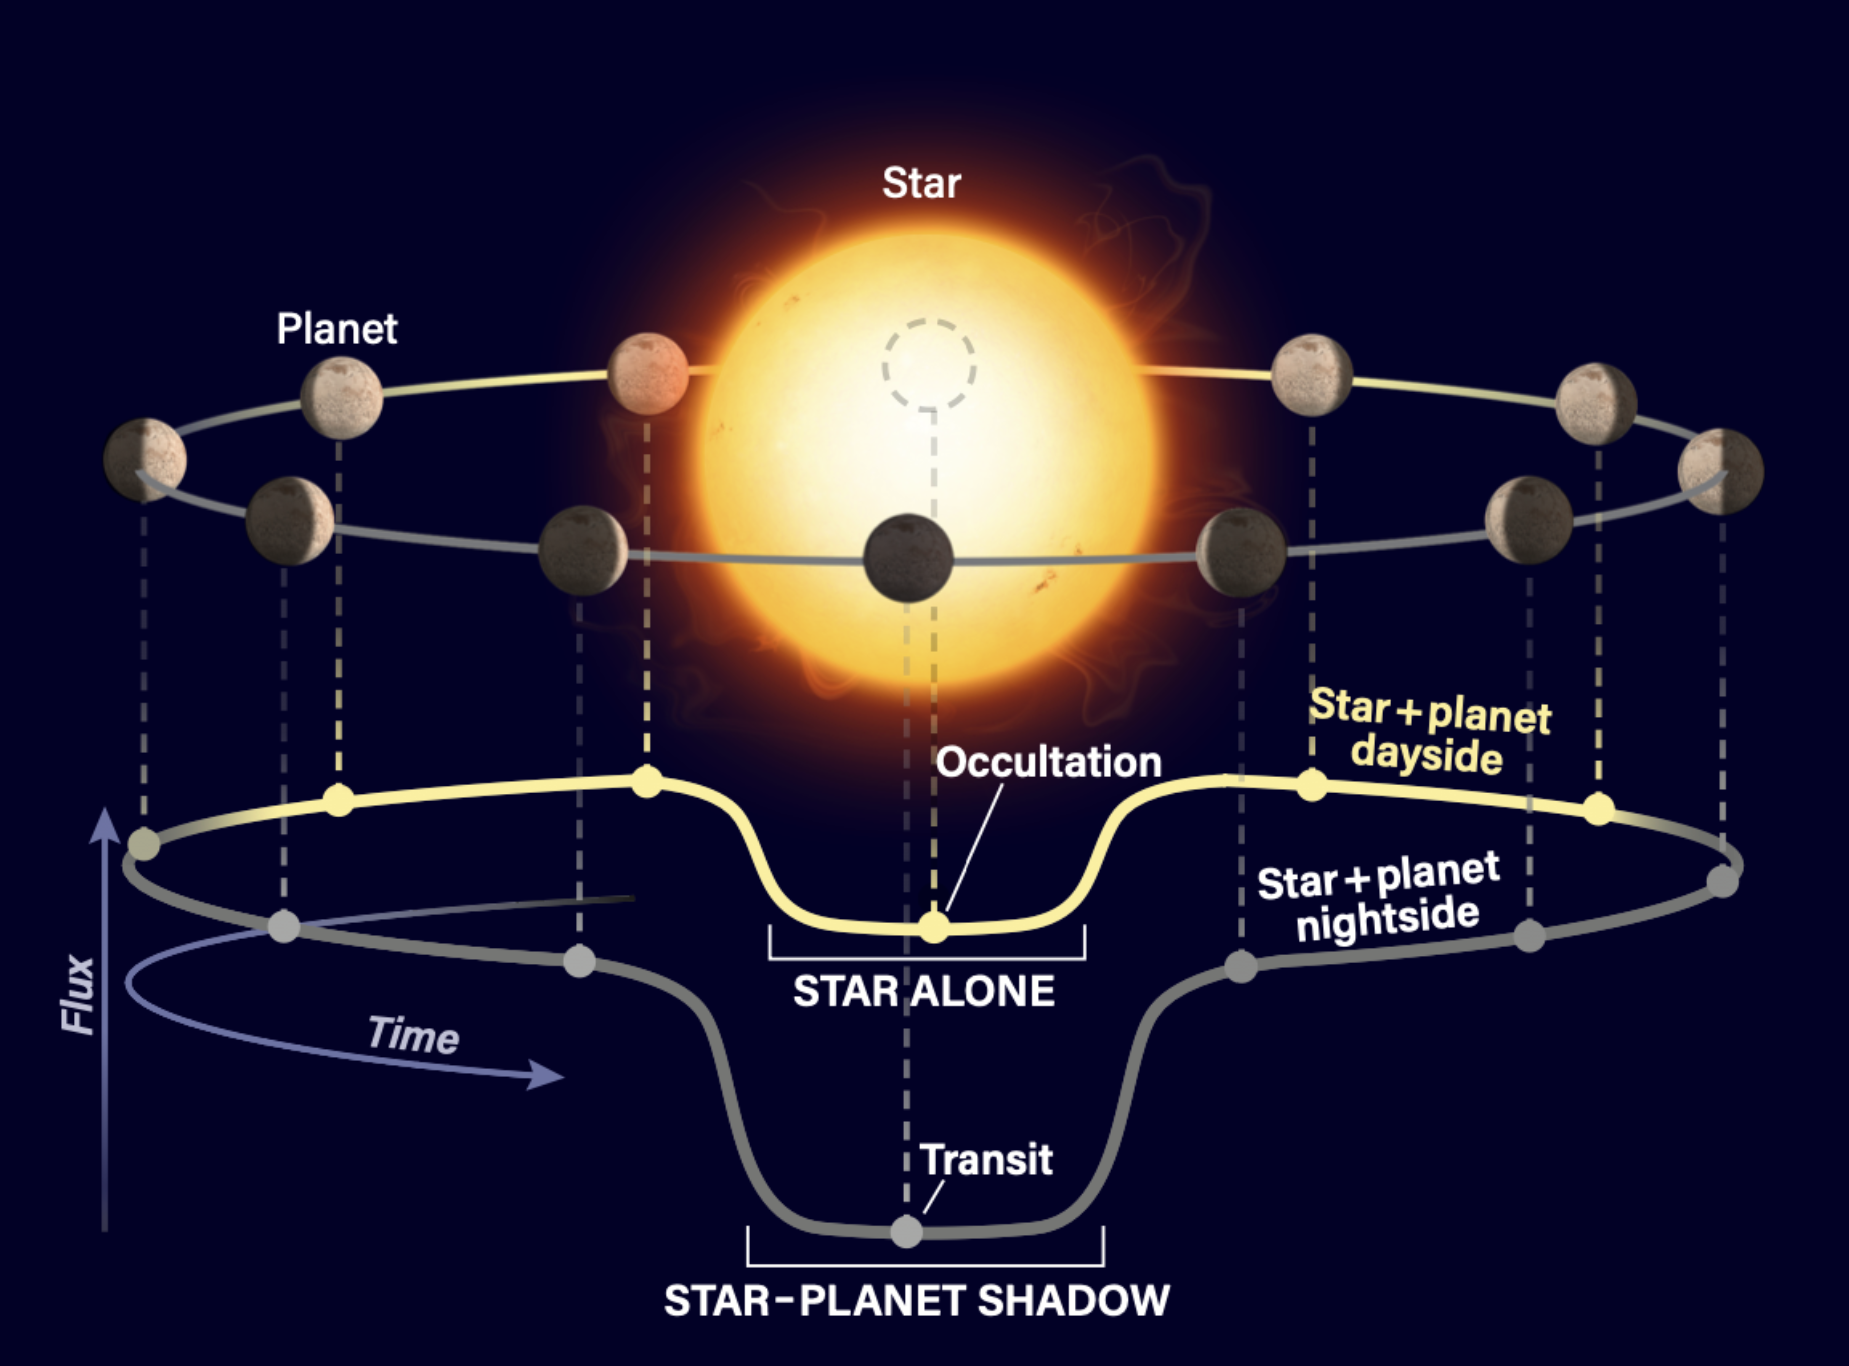 Star
Planet
Star+planet
dayside
Occultation
Star+planet
nightside
STAR ALONE
Flux
Time
Transit
STAR–PLANET SHADOW